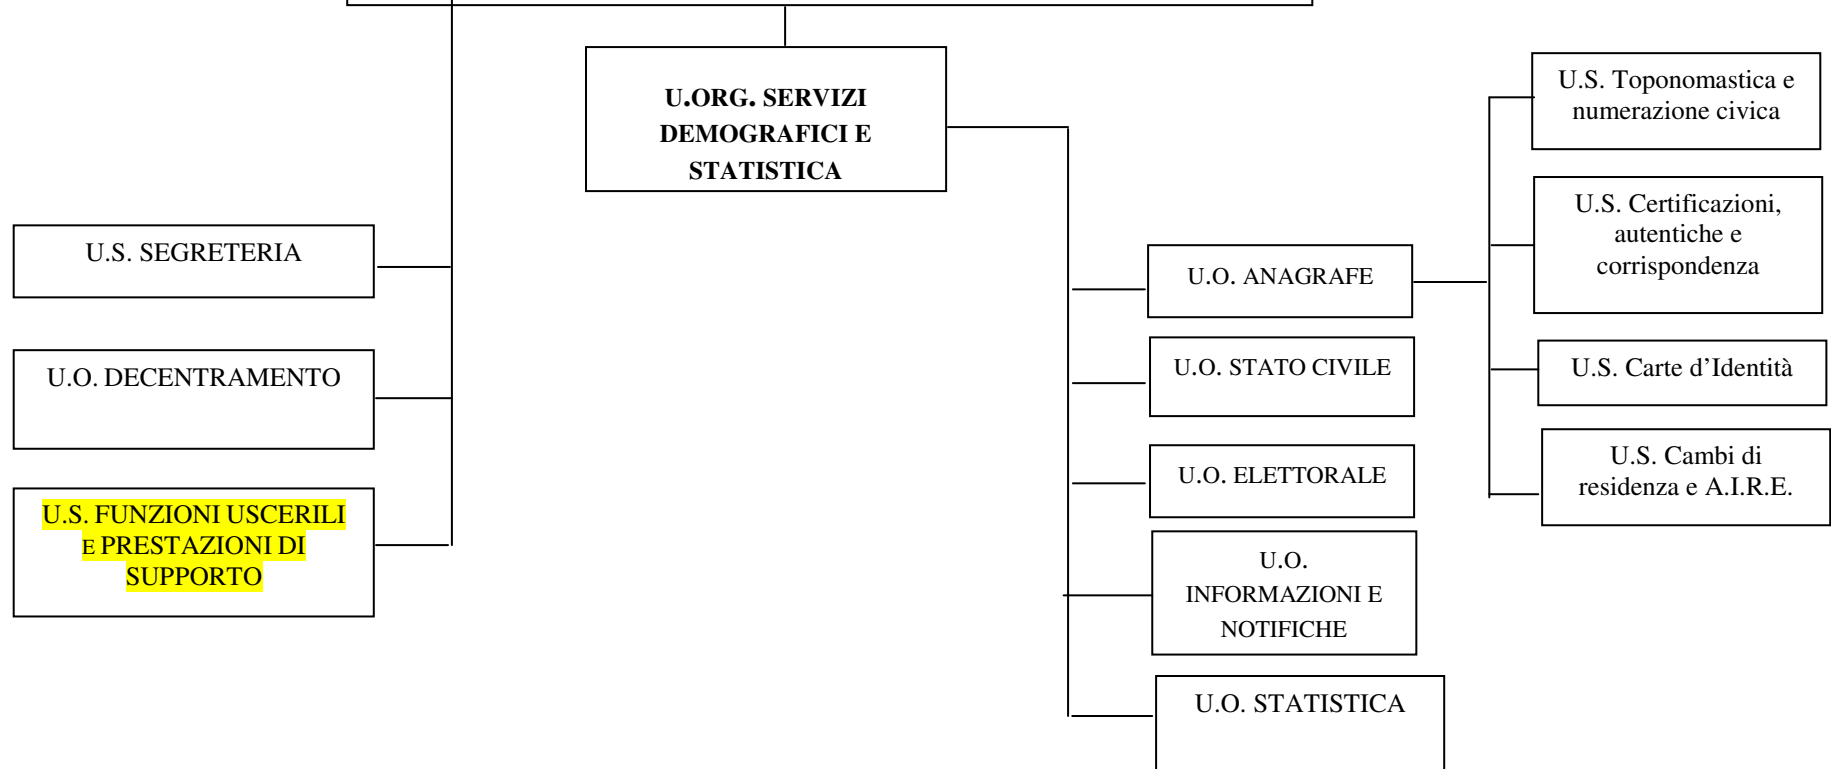 U.ORG. SERVIZI
DEMOGRAFICI E
STATISTICA
U.S. SEGRETERIA
U.O. DECENTRAMENTO
U.S. FUNZIONI USCERILI
E PRESTAZIONI DI
SUPPORTO
U.O. ANAGRAFE
U.O. STATO CIVILE
U.O. ELETTORALE
U.O.
INFORMAZIONI E
NOTIFICHE
U.O. STATISTICA
U.S. Toponomastica e
numerazione civica
U.S. Certificazioni,
autentiche e
corrispondenza
U.S. Carte d’Identità
U.S. Cambi di
residenza e A.I.R.E.